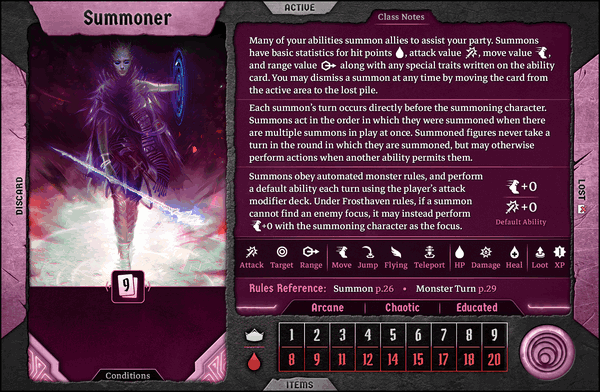 ACTIVE
Summoner
Class Notes
Many of your abilities summon allies to assist your party. Summons
have basic statistics for hit points , attack value , move value ,
and range value along with any special traits written on the ability
card. You may dismiss a summon at any time by moving the card from
the active area to the lost pile.
Each summon's turn occurs directly before the summoning character.
Summons act in the order in which they were summoned when there
are multiple summons in play at once. Summoned figures never take a
turn in the round in which they are summoned, but may otherwise
perform actions when another ability permits them.
Summons obey automated monster rules, and perform
a default ability each turn using the player's attack
modifier deck. Under Frosthaven rules, if a summon
cannot find an enemy focus, it may instead perform
+0 with the summoning character as the focus.
+0
+0
Default Ability
DISCARD
LOST
9
Attack Target Range Move Jump Flying Teleport HP Damage Heal Loot XP
Rules Reference: Summon p.26 • Monster Turn p.29
Arcane | Chaotic | Educated
1 2 3 4 5 6 7 8 9
8 9 11 12 14 15 17 18 20
Conditions
ITEMS